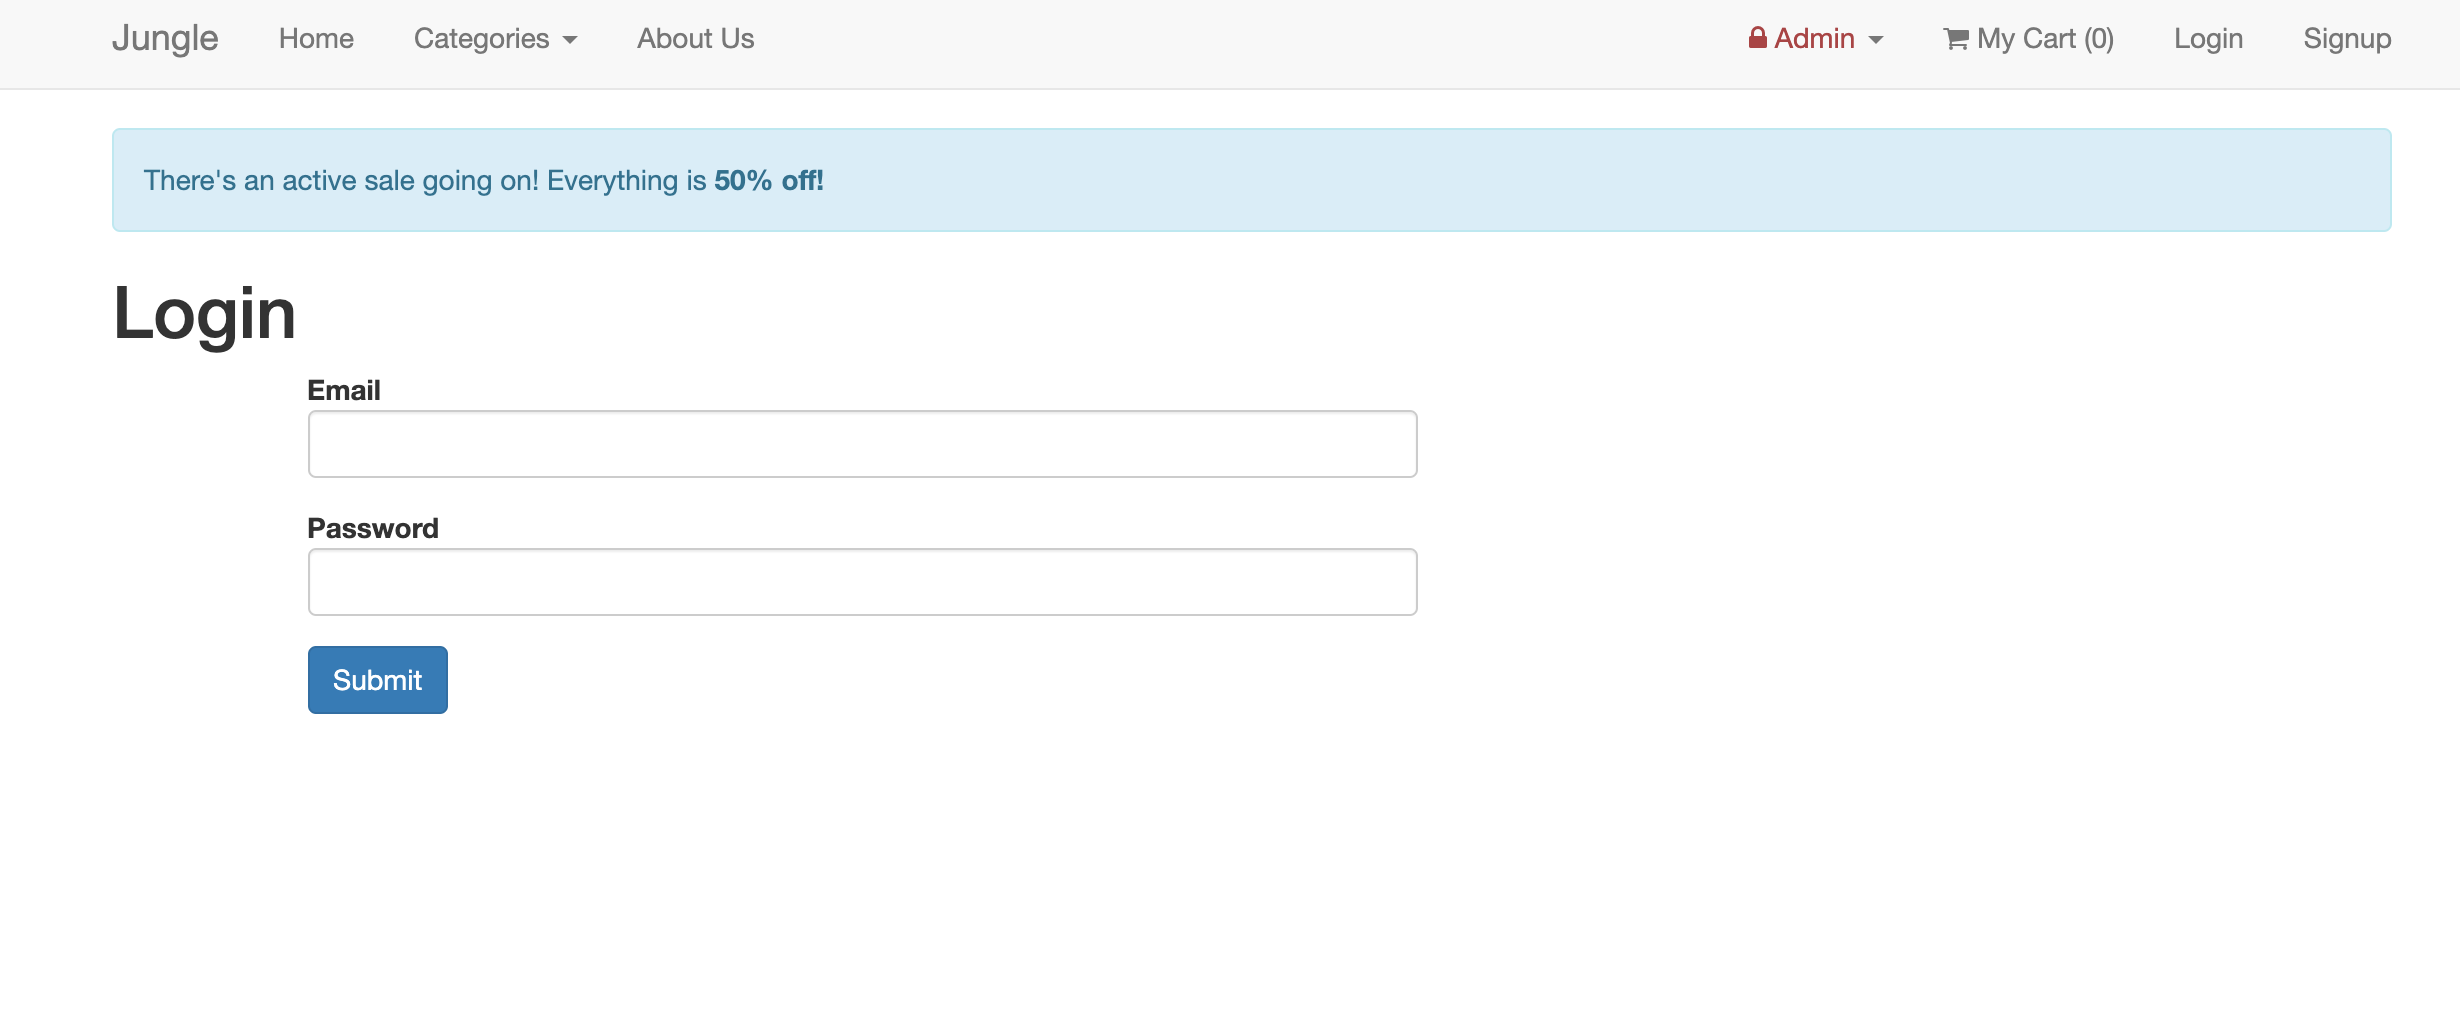 Jungle Home Categories About Us Admin My Cart (0) Login Signup
There's an active sale going on! Everything is 50% off!
Login
Email
Password
Submit